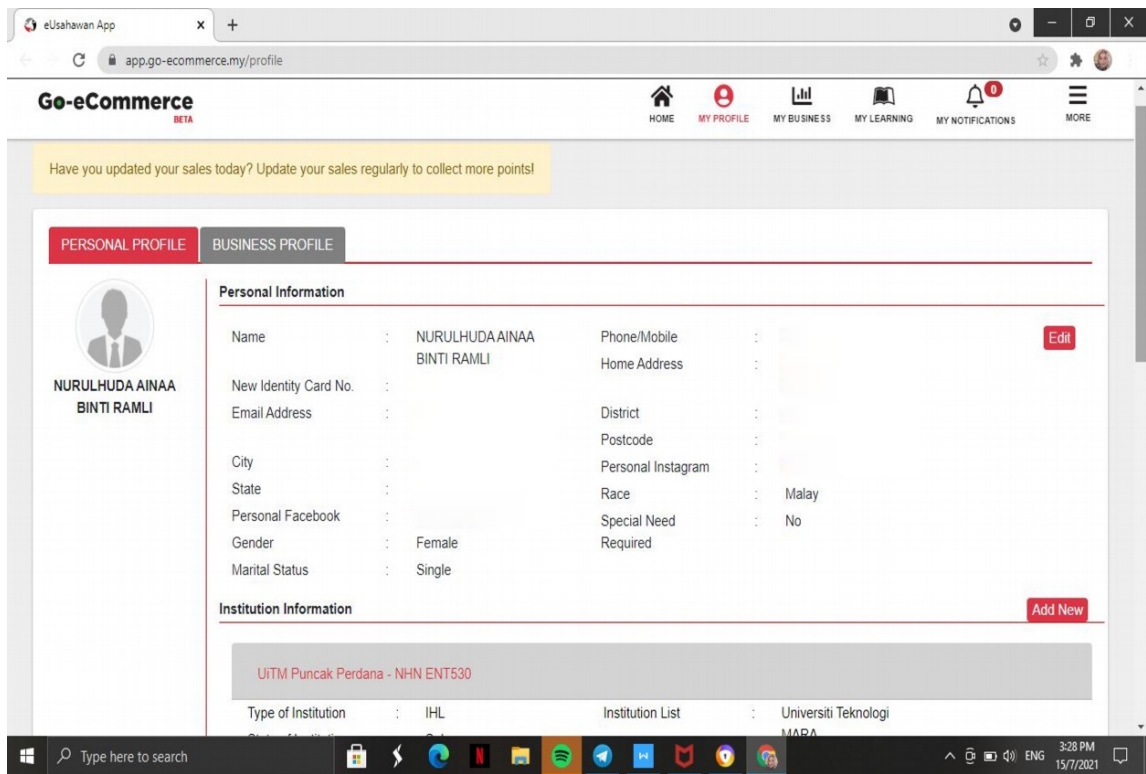 eUsahawan App
app.go-ecommerce.my/profile
Go-eCommerce
BETA
HOME
MY PROFILE
MY BUSINESS
MY LEARNING
0
MY NOTIFICATIONS
MORE
Have you updated your sales today? Update your sales regularly to collect more points!
PERSONAL PROFILE
BUSINESS PROFILE
NURULHUDA AINAA
BINTI RAMLI
Personal Information
Edit
Name : NURULHUDA AINAA
BINTI RAMLI
New Identity Card No. :
Email Address :
City :
State :
Personal Facebook :
Gender : Female
Marital Status : Single
Phone/Mobile :
Home Address :
District :
Postcode :
Personal Instagram :
Race : Malay
Special Need : No
Required
Institution Information
Add New
UiTM Puncak Perdana - NHN ENT530
Type of Institution : IHL
Institution List : Universiti Teknologi
MARA
Type here to search
ENG
3:28 PM
15/7/2021